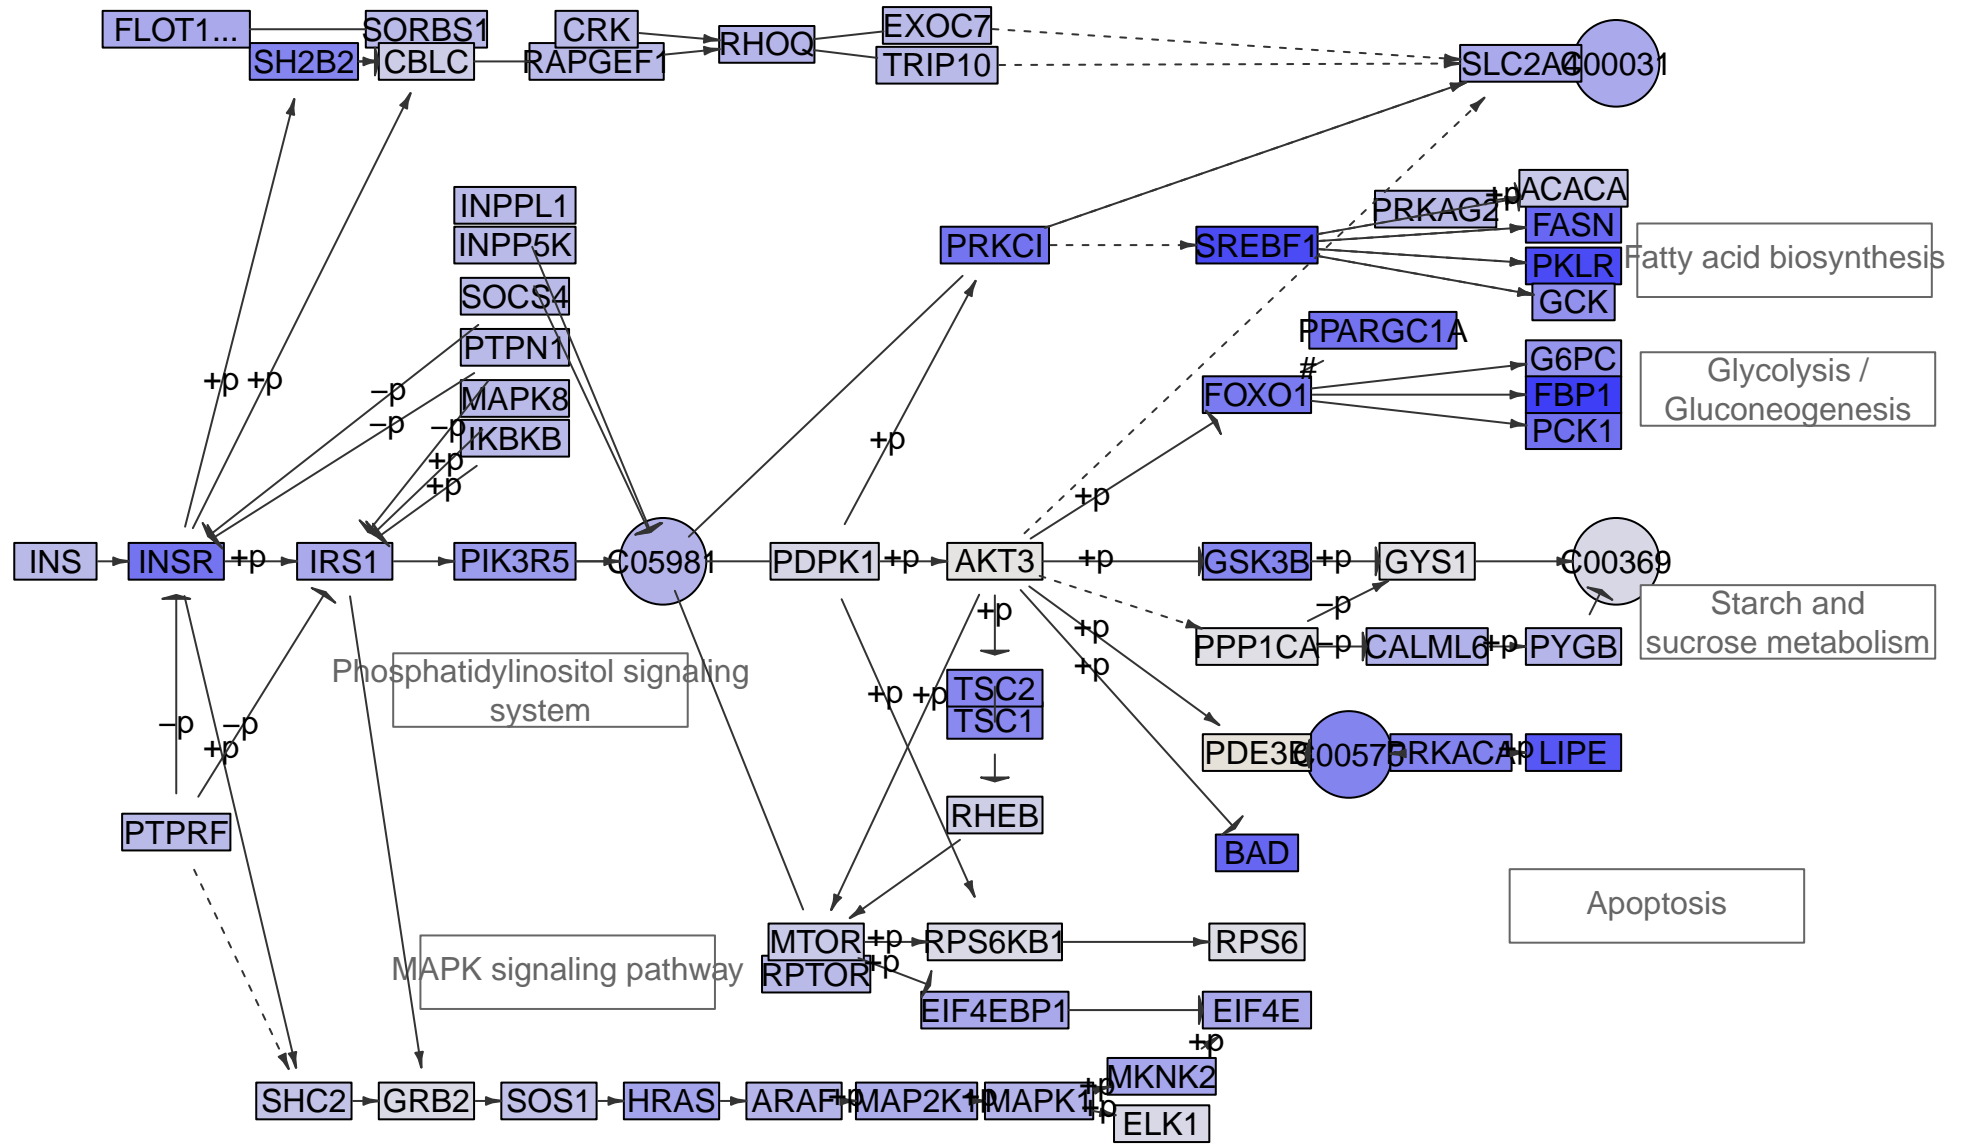 FLOT1...
SORBS1
CRK
EXOC7
SH2B2
CBLC
RAPGEF1
RHOQ
TRIP10
SLC2A4
C00031
INPPL1
INPP5K
SOCS4
PTPN1
MAPK8
IKBKB
PRKCI
SREBF1
PRKAG2
+p
ACACA
FASN
PKLR
GCK
Fatty acid biosynthesis
PPARGC1A
#
FOXO1
G6PC
FBP1
PCK1
Glycolysis /
Gluconeogenesis
+p
+p
−p
−p
−p
+p
+p
+p
+p
INS
INSR
+p
IRS1
PIK3R5
C05981
PDPK1
+p
AKT3
+p
GSK3B
+p
GYS1
C00369
+p
−p
Starch and
sucrose metabolism
PPP1CA
−p
CALML6
+p
PYGB
+p
+p
Phosphatidylinositol signaling
system
+p
+p
TSC2
TSC1
−p
−p
+p
PDE3B
C00575
PRKACA
+p
LIPE
PTPRF
RHEB
BAD
Apoptosis
MAPK signaling pathway
MTOR
+p
RPS6KB1
RPS6
RPTOR
+p
EIF4EBP1
EIF4E
+p
SHC2
GRB2
SOS1
HRAS
ARAF
+p
MAP2K1
+p
MAPK1
+p
MKNK2
+p
ELK1